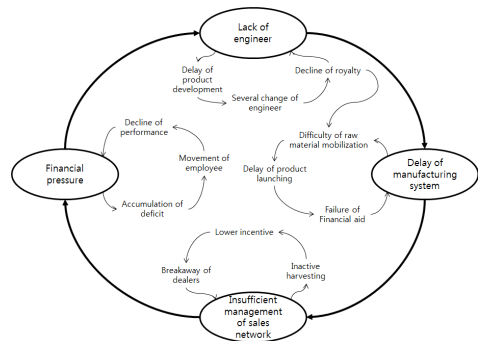 Lack of
engineer
Delay of
product
development
Decline of royalty
Several change of
engineer
Decline of
performance
Difficulty of raw
material mobilization
Financial
pressure
Movement of
employee
Delay of product
launching
Delay of
manufacturing
system
Accumulation of
deficit
Failure of
Financial aid
Lower incentive
Breakaway of
dealers
Inactive
harvesting
Insufficient
management
of sales
network